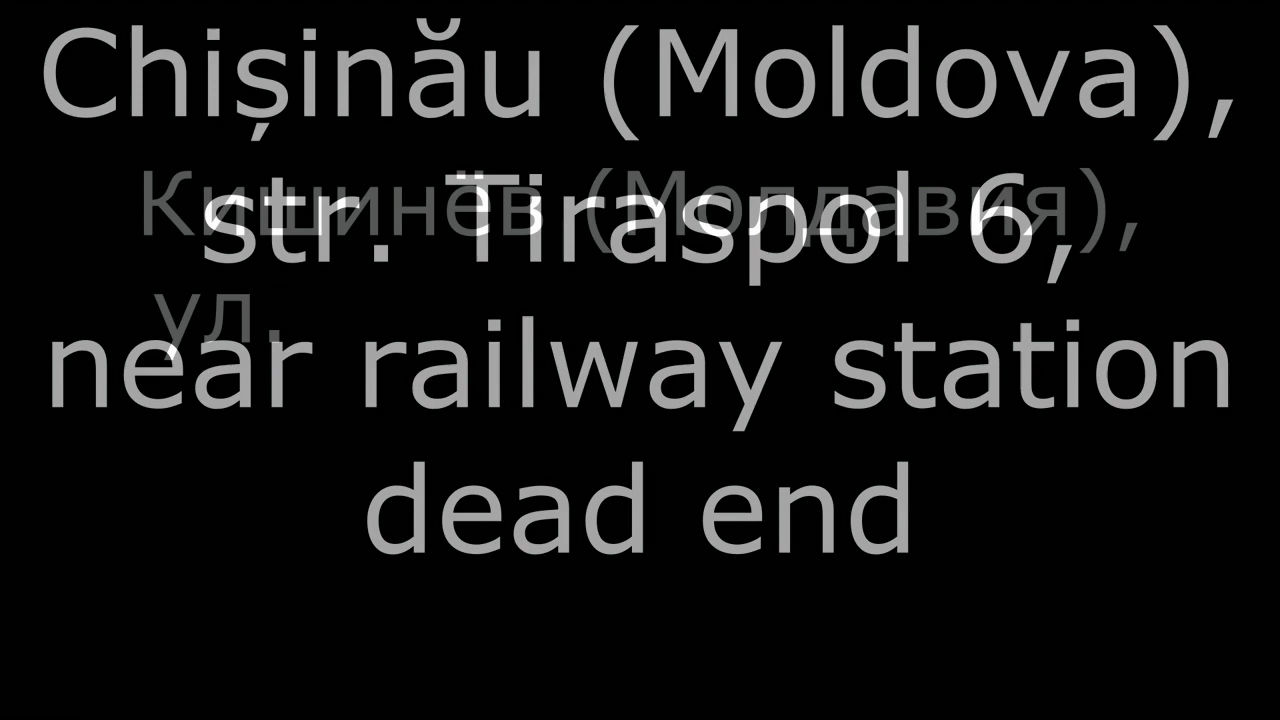 Chișinău (Moldova),
Кишинёв (Молдавия),
str. Tiraspol 6,
ул.
near railway station
dead end